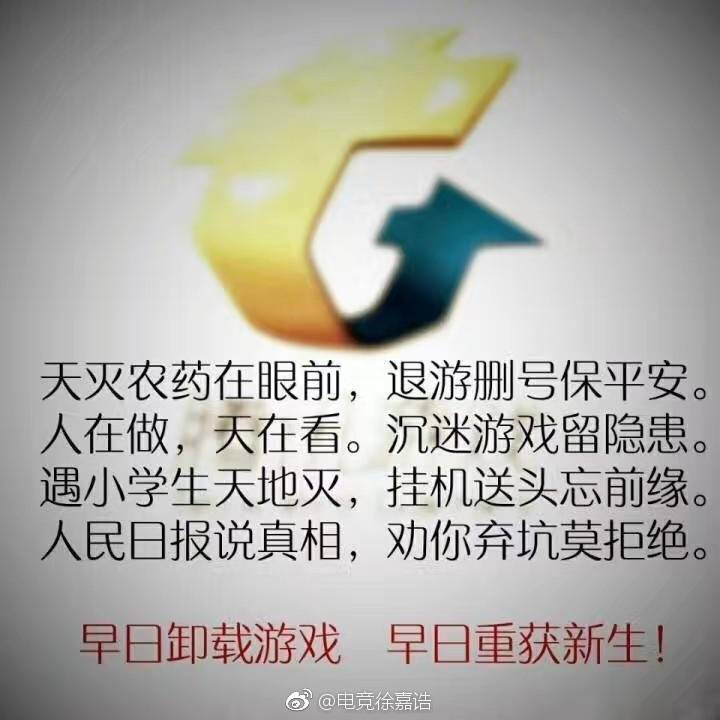 天灭农药在眼前，退游删号保平安。
人在做，天在看。沉迷游戏留隐患。
遇小学生天地灭，挂机送头忘前缘。
人民日报说真相，劝你弃坑莫拒绝。
早日卸载游戏 早日重获新生！
@电竞徐嘉诰